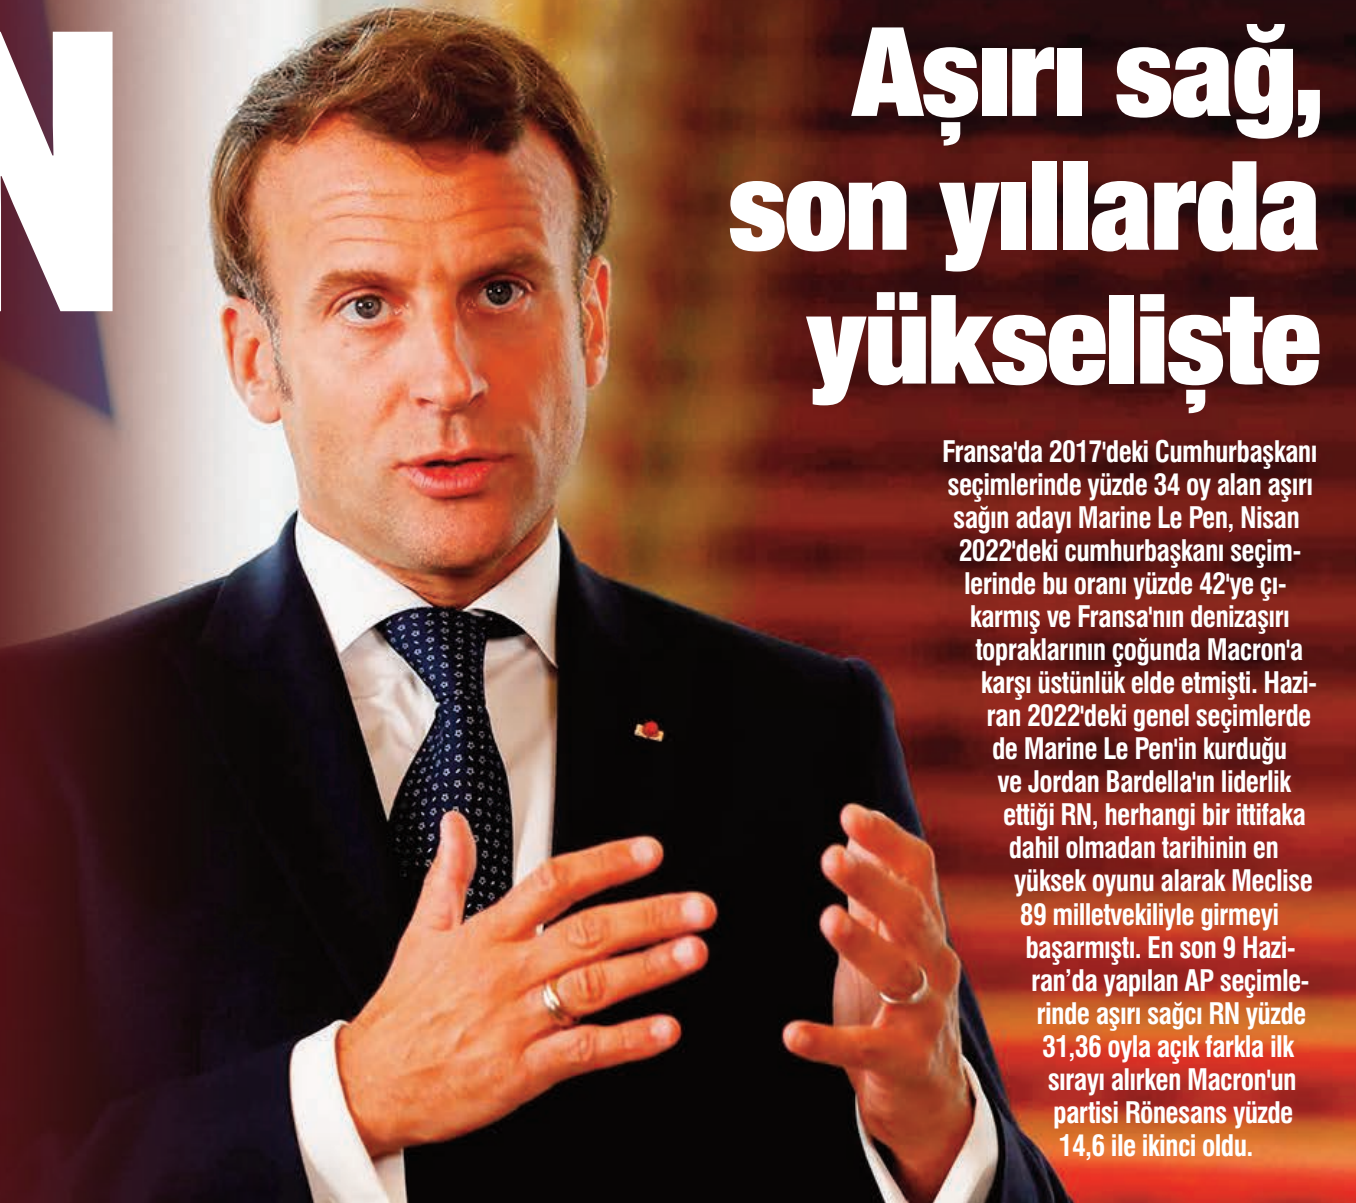 N
Aşırı sağ,
son yıllarda
yükselişte
Fransa'da 2017'deki Cumhurbaşkanı
seçimlerinde yüzde 34 oy alan aşırı
sağın adayı Marine Le Pen, Nisan
2022'deki cumhurbaşkanı seçim-
lerinde bu oranı yüzde 42'ye çı-
karmış ve Fransa'nın denizaşırı
topraklarının çoğunda Macron'a
karşı üstünlük elde etmişti. Hazi-
ran 2022'deki genel seçimlerde
de Marine Le Pen'in kurduğu
ve Jordan Bardella'ın liderlik
ettiği RN, herhangi bir ittifaka
dahil olmadan tarihinin en
yüksek oyunu alarak Meclise
89 milletvekiliyle girmeyi
başarmıştı. En son 9 Hazi-
ran’da yapılan AP seçimle-
rinde aşırı sağcı RN yüzde
31,36 oyla açık farkla ilk
sırayı alırken Macron'un
partisi Rönesans yüzde
14,6 ile ikinci oldu.